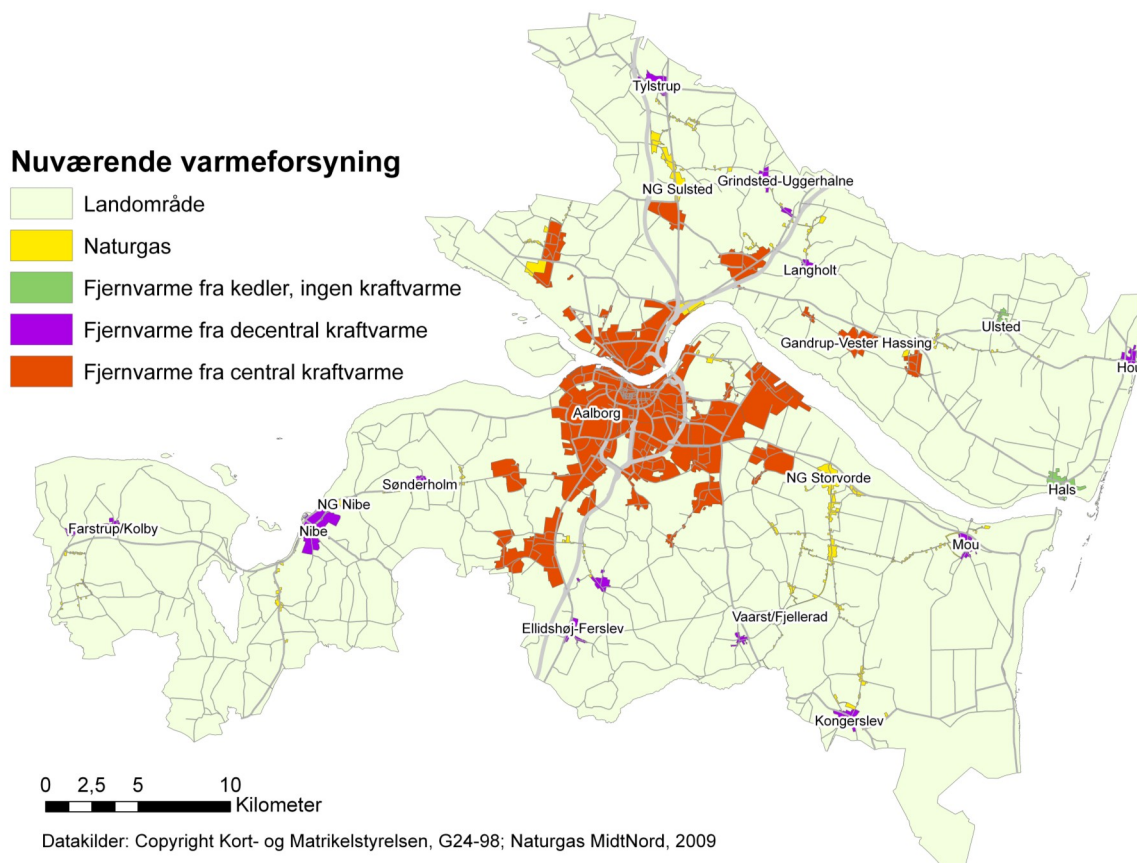 Nuværende varmeforsyning
Landområde
Naturgas
Fjernvarme fra kedler, ingen kraftvarme
Fjernvarme fra decentral kraftvarme
Fjernvarme fra central kraftvarme
Tylstrup
NG Sulsted
Grindsted-Uggerhalne
Langholt
Ulsted
Gandrup-Vester Hassing
Hou
Aalborg
NG Storvorde
Sønderholm
Hals
NG Nibe
Farstrup/Kolby
Nibe
Mou
Ellidshøj-Ferslev
Vaarst/Fjellerad
Kongerslev
0 2,5 5 10
Kilometer
Datakilder: Copyright Kort- og Matrikelstyrelsen, G24-98; Naturgas MidtNord, 2009